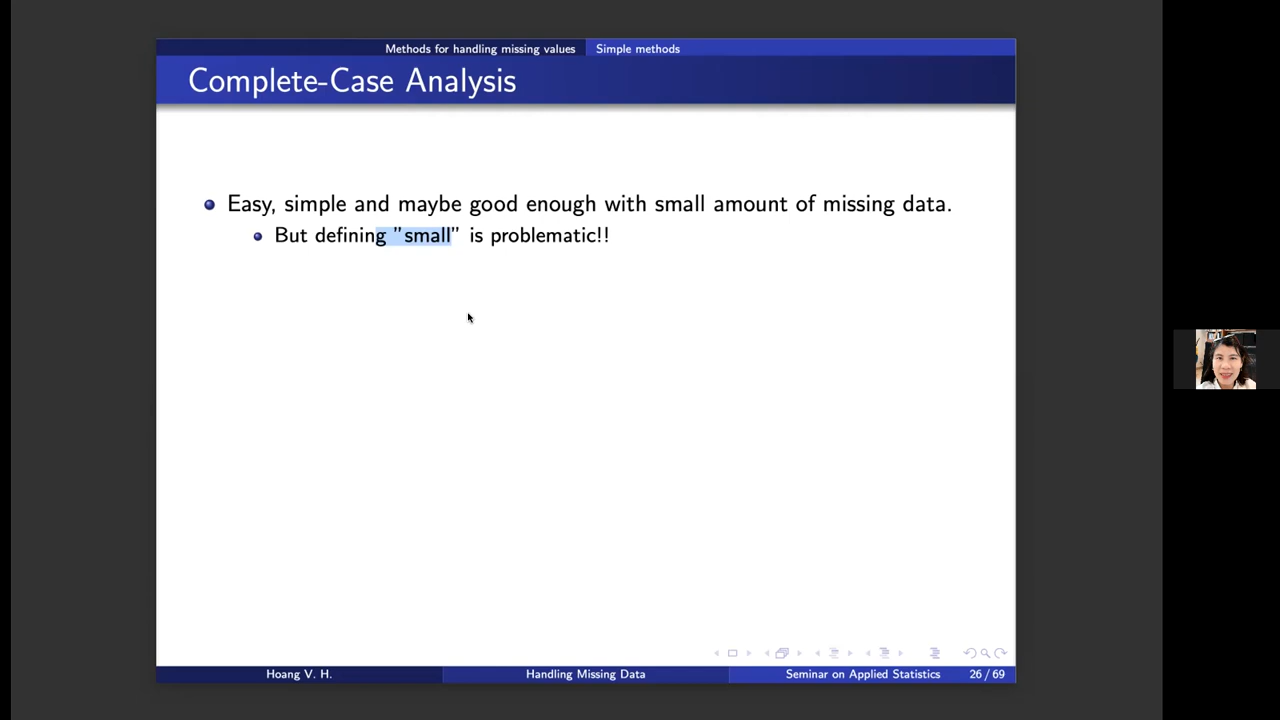 Methods for handling missing values Simple methods
Complete-Case Analysis
Easy, simple and maybe good enough with small amount of missing data.
But defining ”small” is problematic!!
Hoang V. H. Handling Missing Data Seminar on Applied Statistics 26 / 69